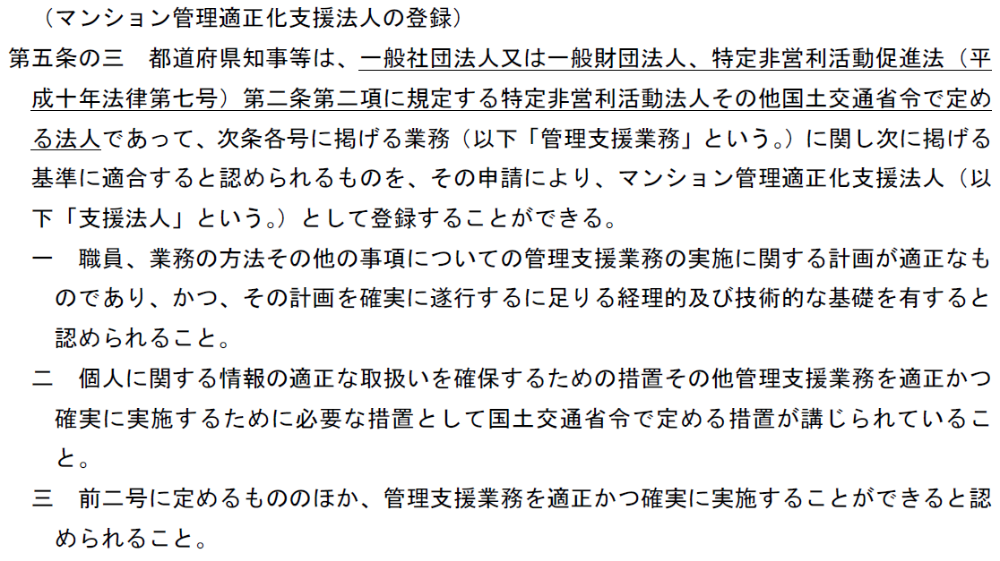 （マンション管理適正化支援法人の登録）
第五条の三　都道府県知事等は、一般社団法人又は一般財団法人、特定非営利活動促進法（平
成十年法律第七号）第二条第二項に規定する特定非営利活動法人その他国土交通省令で定め
る法人であって、次条各号に掲げる業務（以下「管理支援業務」という。）に関し次に掲げる
基準に適合すると認められるものを、その申請により、マンション管理適正化支援法人（以
下「支援法人」という。）として登録することができる。
一　職員、業務の方法その他の事項についての管理支援業務の実施に関する計画が適正なも
のであり、かつ、その計画を確実に遂行するに足りる経理的及び技術的な基礎を有すると
認められること。
二　個人に関する情報の適正な取扱いを確保するための措置その他管理支援業務を適正かつ
確実に実施するために必要な措置として国土交通省令で定める措置が講じられているこ
と。
三　前二号に定めるもののほか、管理支援業務を適正かつ確実に実施することができると認
められること。